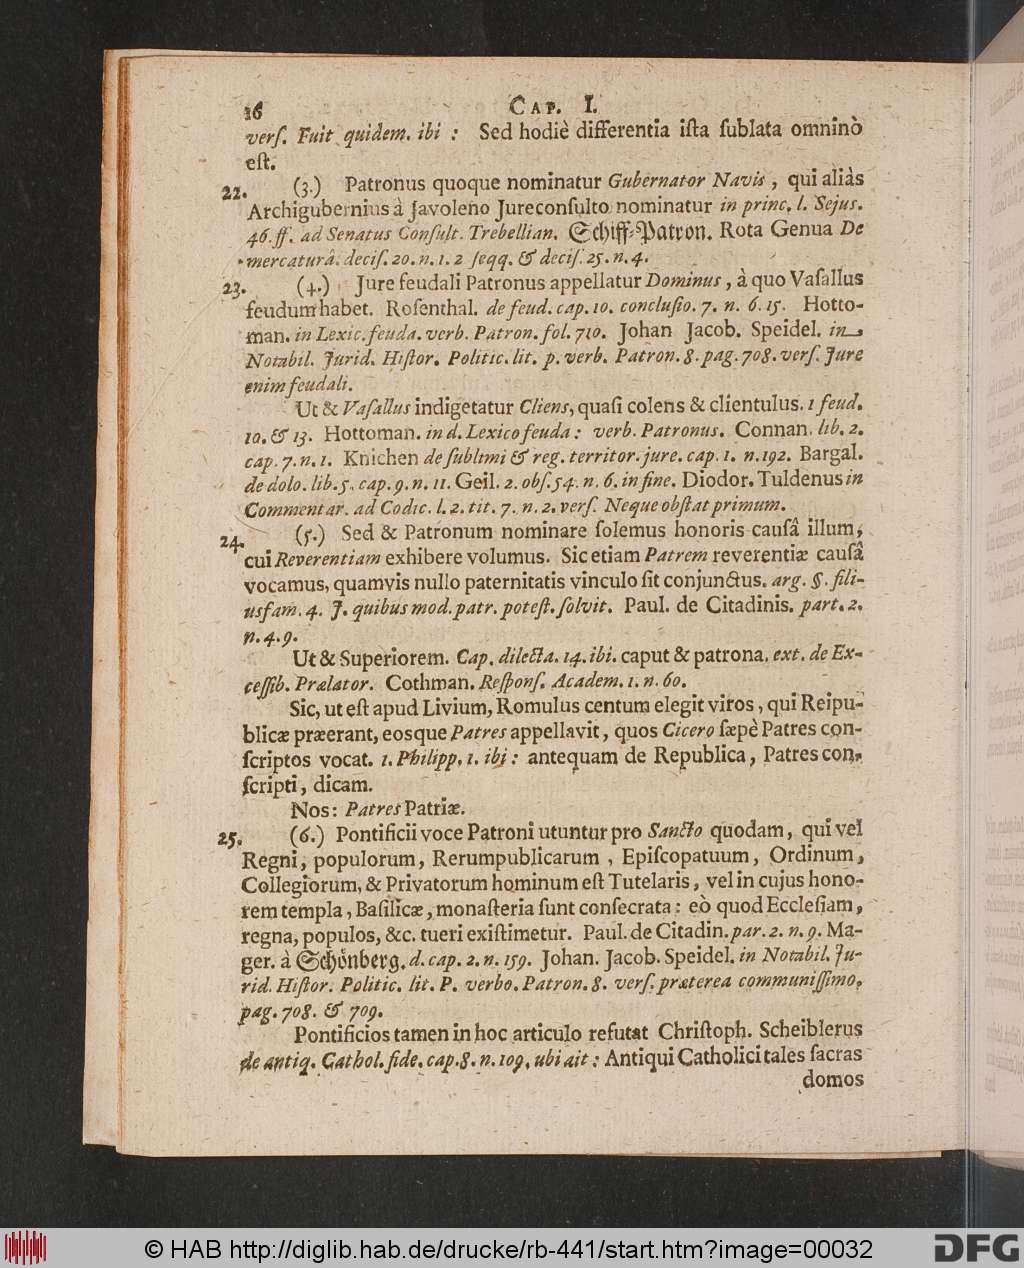 16 CAP. I.
verſ. Fuit quidem. ibi : Sed hodiè differentia iſta ſublata omninò
eſt.
22. (3.) Patronus quoque nominatur Gubernator Navis, qui aliàs
Archigubernius à Javoleno Jureconſulto nominatur in princ. l. Sejus.
46. ff. ad Senatus Conſult. Trebellian. Schiff-Patron. Rota Genua De
mercaturâ. deciſ. 20. n. 1. 2 ſeqq. & deciſ. 25. n. 4.
23. (4.) Jure feudali Patronus appellatur Dominus, à quo Vaſallus
feudum habet. Roſenthal. de feud. cap. 10. concluſio. 7. n. 6. 15. Hotto-
man. in Lexic. feuda. verb. Patron. fol. 710. Johan Jacob. Speidel. in
Notabil. Jurid. Hiſtor. Politic. lit. p. verb. Patron. 8. pag. 708. verſ. Jure
enim feudali.
Ut & Vaſallus indigetatur Cliens, quaſi colens & clientulus. 1 feud.
10. & 13. Hottoman. in d. Lexico feuda : verb. Patronus. Connan. lib. 2.
cap. 7. n. 1. Knichen de ſublimi & reg. territor. jure. cap. 1. n. 192. Bargal.
de dolo. lib. 5. cap. 9. n. 11. Geil. 2. obſ. 54. n. 6. in fine. Diodor. Tuldenus in
Commentar. ad Codic. l. 2. tit. 7. n. 2. verſ. Neque obſtat primum.
24. (5.) Sed & Patronum nominare ſolemus honoris cauſâ illum,
cui Reverentiam exhibere volumus. Sic etiam Patrem reverentiæ cauſâ
vocamus, quamvis nullo paternitatis vinculo ſit conjunctus. arg. §. fili-
usfam. 4. J. quibus mod. patr. poteſt. ſolvit. Paul. de Citadinis. part. 2.
n. 4. 9.
Ut & Superiorem. Cap. dilecta. 14. ibi. caput & patrona. ext. de Ex-
ceſſib. Prælator. Cothman. Reſponſ. Academ. 1. n. 60.
Sic, ut eſt apud Livium, Romulus centum elegit viros, qui Reipu-
blicæ præerant, eosque Patres appellavit, quos Cicero ſæpè Patres con-
ſcriptos vocat. 1. Philipp. 1. ibi : antequam de Republica, Patres con-
ſcripti, dicam.
Nos: Patres Patriæ.
25. (6.) Pontificii voce Patroni utuntur pro Sancto quodam, qui vel
Regni, populorum, Rerumpublicarum, Epiſcopatuum, Ordinum,
Collegiorum, & Privatorum hominum eſt Tutelaris, vel in cujus hono-
rem templa, Baſilicæ, monaſteria ſunt conſecrata : eò quod Eccleſiam,
regna, populos, &c. tueri exiſtimetur. Paul. de Citadin. par. 2. n. 9. Ma-
ger. à Schönberg. d. cap. 2. n. 159. Johan. Jacob. Speidel. in Notabil. Ju-
rid. Hiſtor. Politic. lit. P. verbo. Patron. 8. verſ. præterea communiſſimo.
pag. 708. & 709.
Pontificios tamen in hoc articulo refutat Chriſtoph. Scheiblerus
de antiq. Cathol. fide. cap. 8. n. 109. ubi ait : Antiqui Catholici tales ſacras
domos
© HAB http://diglib.hab.de/drucke/rb-441/start.htm?image=00032
DFG